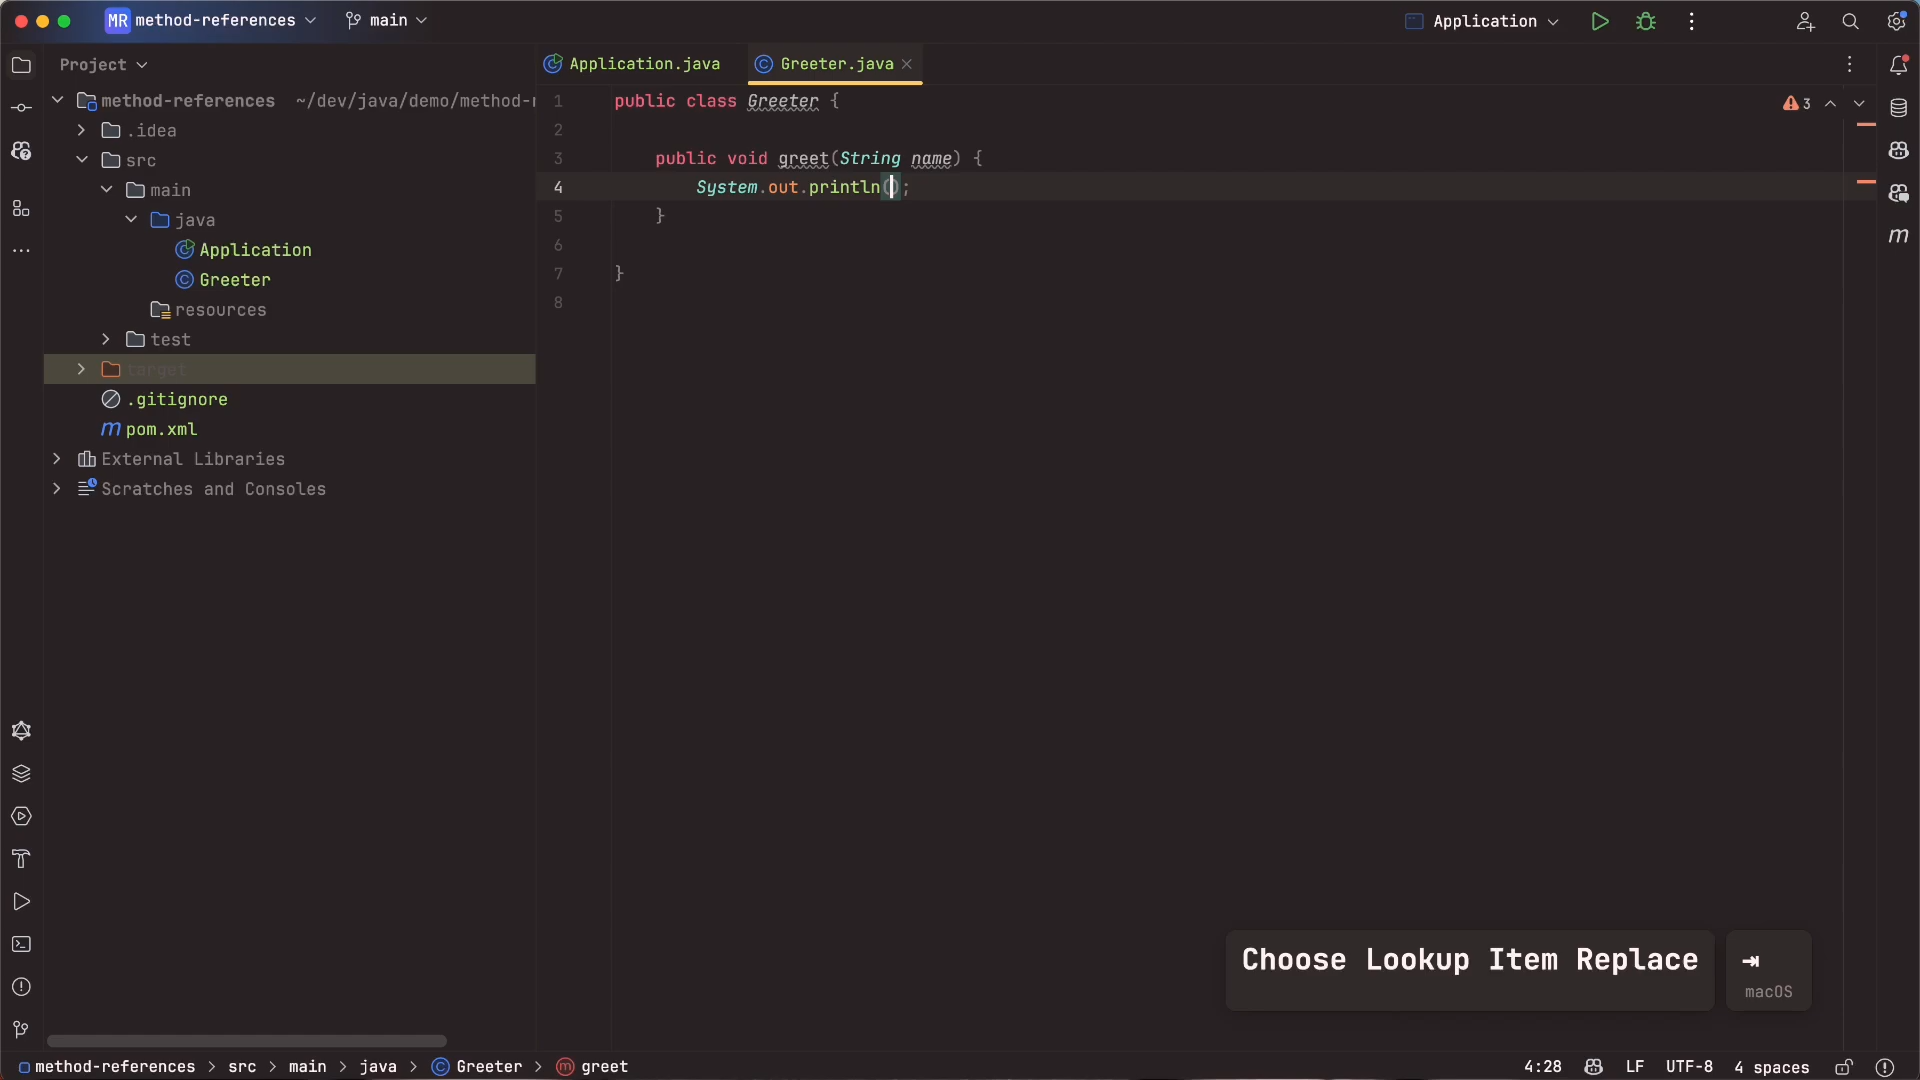 MR method-references main Application
Project Application.java Greeter.java
method-references ~/dev/java/demo/method-r
.idea
src
main
java
Application
Greeter
resources
test
target
.gitignore
m pom.xml
External Libraries
Scratches and Consoles
1 public class Greeter {
2
3 public void greet(String name) {
4 System.out.println();
5 }
6
7 }
8
3
m
Choose Lookup Item Replace ⇥
macOS
method-references > src > main > java > Greeter > greet 4:28 LF UTF-8 4 spaces